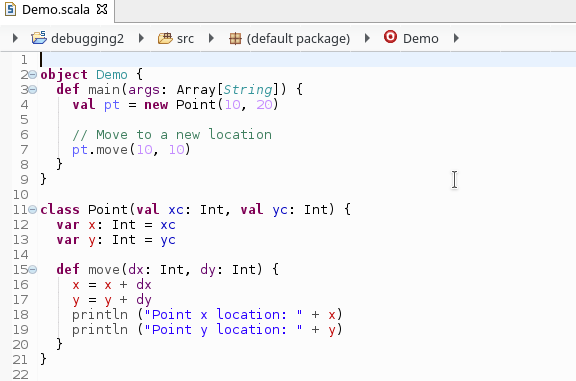 Demo.scala
debugging2 src (default package) Demo
1
2 object Demo {
3 def main(args: Array[String]) {
4 val pt = new Point(10, 20)
5
6 // Move to a new location
7 pt.move(10, 10)
8 }
9 }
10
11 class Point(val xc: Int, val yc: Int) {
12 var x: Int = xc
13 var y: Int = yc
14
15 def move(dx: Int, dy: Int) {
16 x = x + dx
17 y = y + dy
18 println ("Point x location: " + x)
19 println ("Point y location: " + y)
20 }
21 }
22